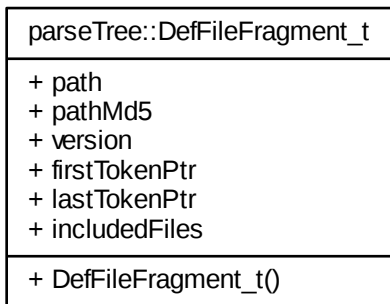 parseTree::DefFileFragment_t
+ path
+ pathMd5
+ version
+ firstTokenPtr
+ lastTokenPtr
+ includedFiles
+ DefFileFragment_t()